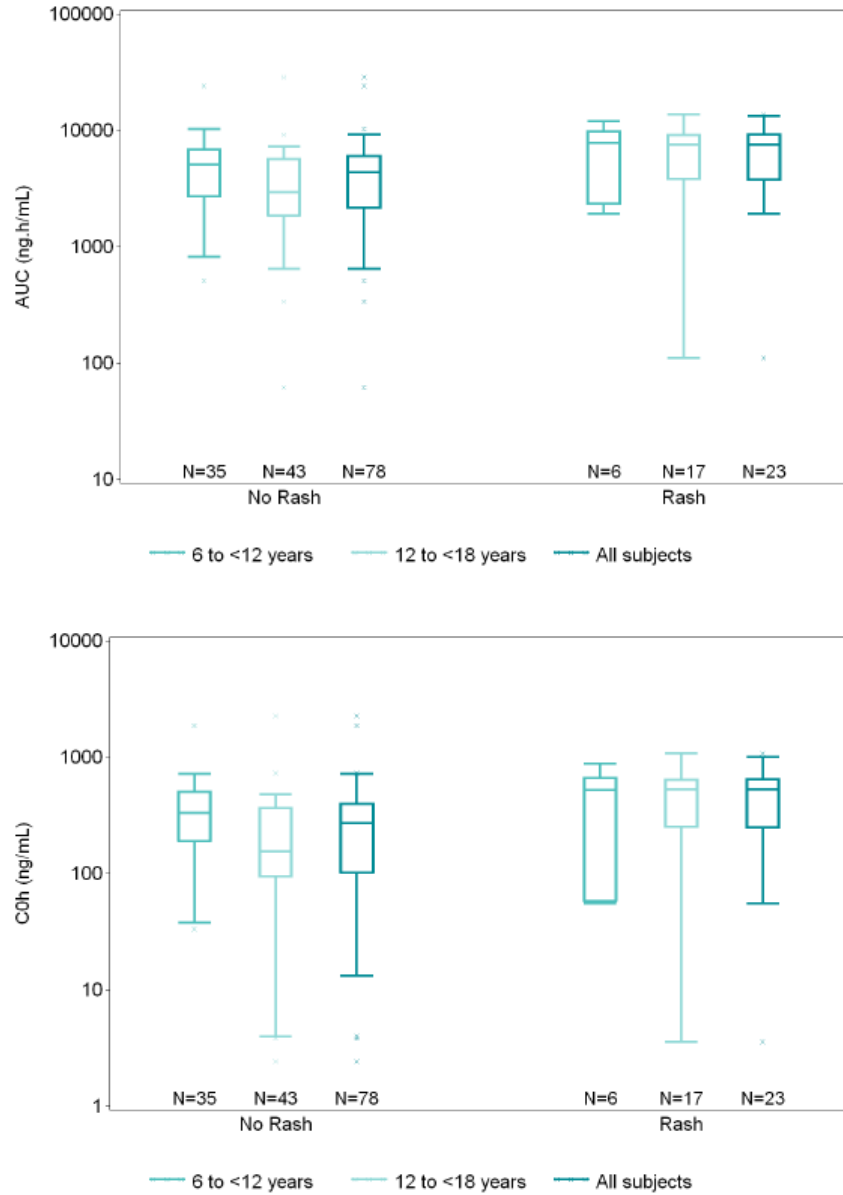 100000
10000
1000
100
10
AUC (ng.h/mL)
N=35 N=43 N=78 N=6 N=17 N=23
No Rash Rash
6 to <12 years 12 to <18 years All subjects
10000
1000
100
10
1
C0h (ng/mL)
N=35 N=43 N=78 N=6 N=17 N=23
No Rash Rash
6 to <12 years 12 to <18 years All subjects